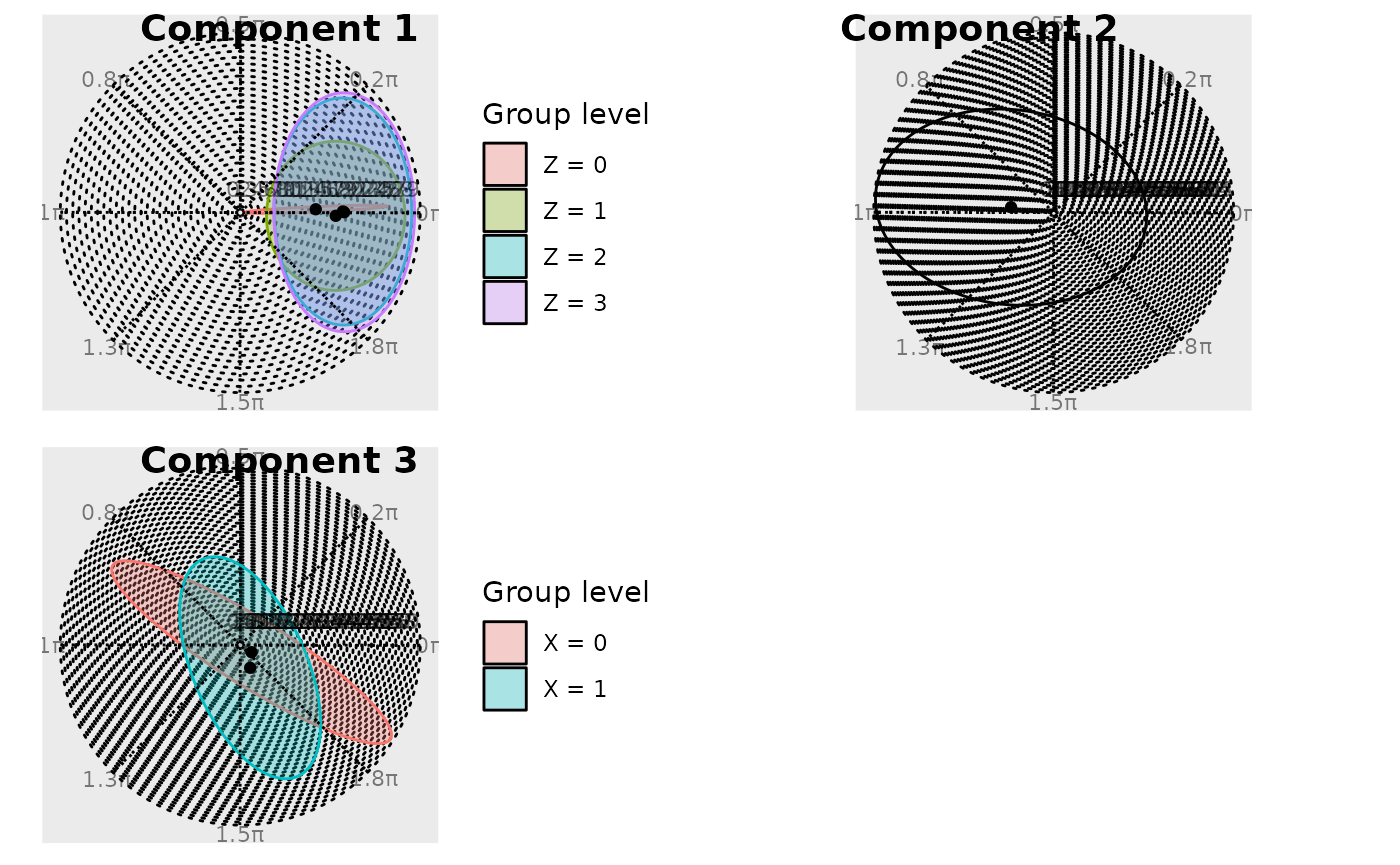 Component 1
0.5π
0.8π
0.2π
1π
0π
1.3π
1.8π
1.5π
Group level
Z = 0
Z = 1
Z = 2
Z = 3
Component 2
0.5π
0.8π
0.2π
1π
0π
1.3π
1.8π
1.5π
Component 3
0.5π
0.8π
0.2π
1π
0π
1.3π
1.8π
1.5π
Group level
X = 0
X = 1